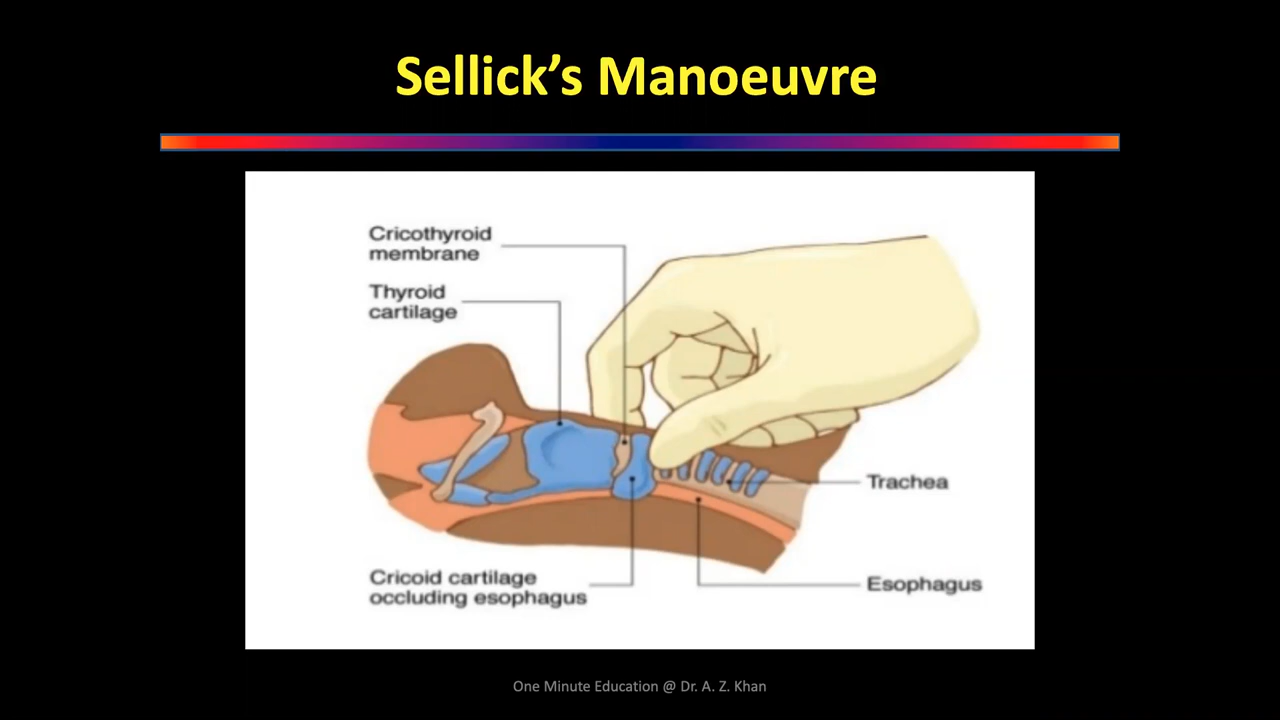 Sellick’s Manoeuvre
Cricothyroid
membrane
Thyroid
cartilage
Trachea
Cricoid cartilage
occluding esophagus
Esophagus
One Minute Education @ Dr. A. Z. Khan